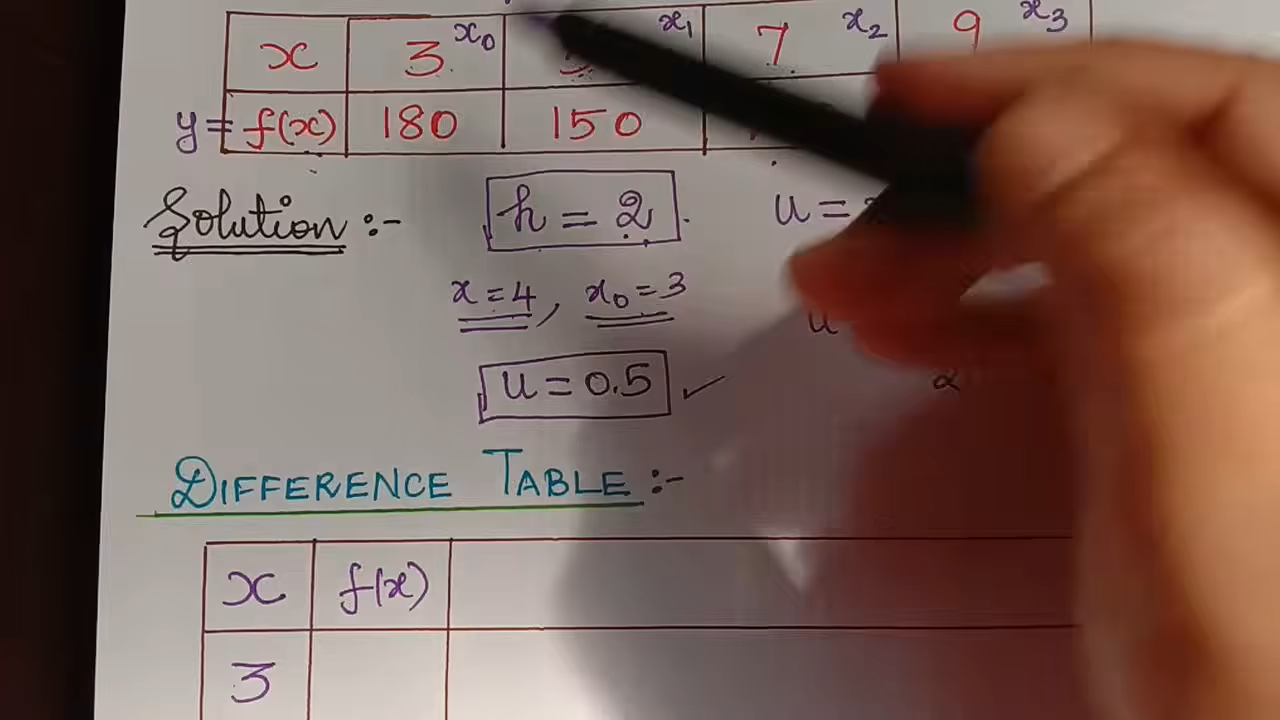 x 3 x₀ x₁ 7 x₂ 9 x₃
y = f(x) 180 150
Solution :- h = 2 . u =
x = 4 , x₀ = 3
u
u = 0.5 ✓
DIFFERENCE TABLE :-
x f(x)
3